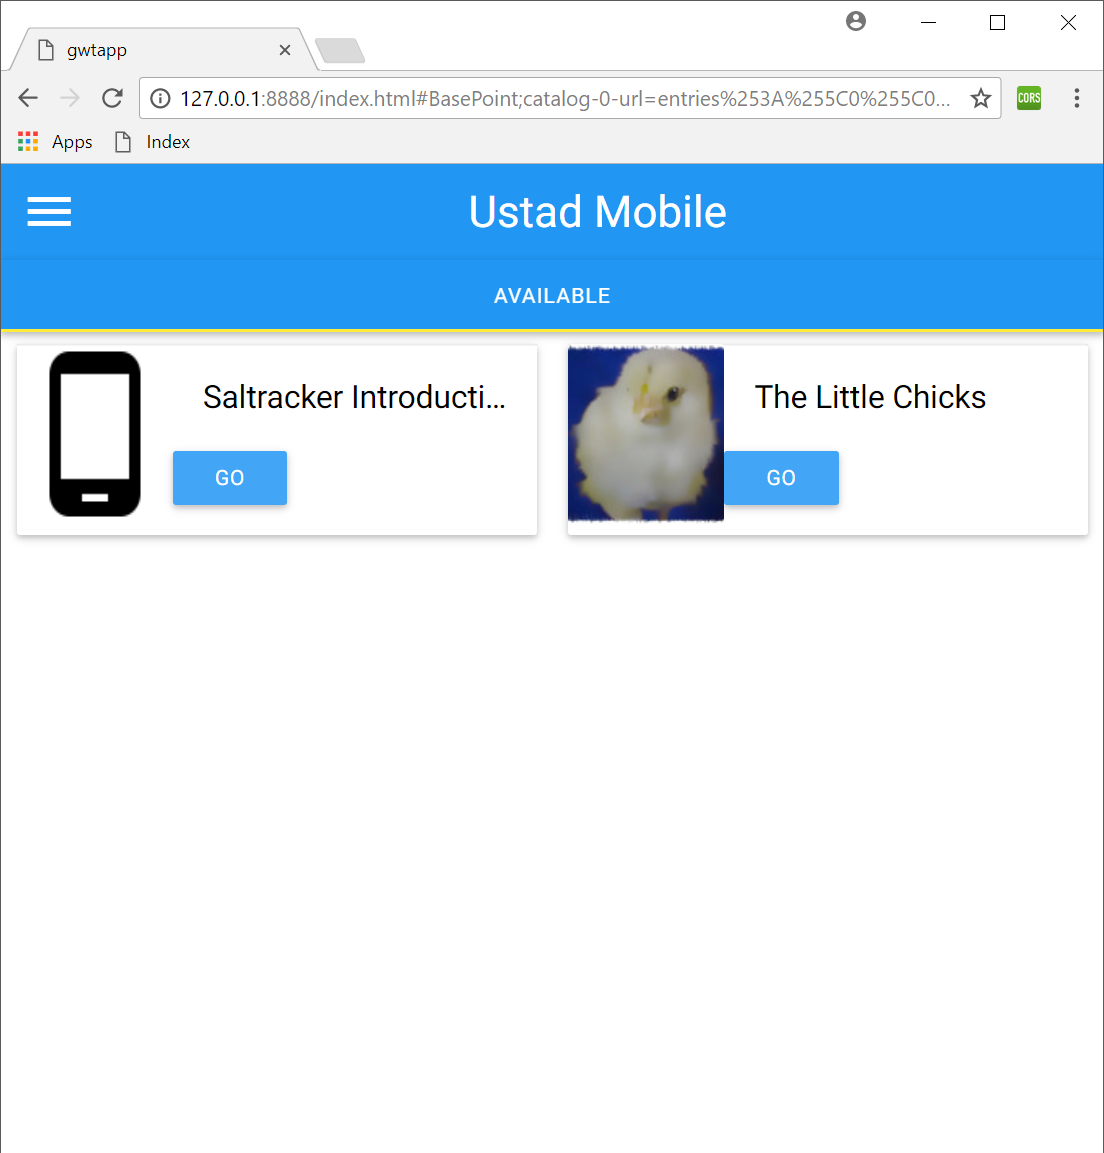 gwtapp
127.0.0.1:8888/index.html#BasePoint;catalog-0-url=entries%253A%255C0%255C0...
CORS
Apps
Index
Ustad Mobile
AVAILABLE
Saltracker Introducti...
GO
The Little Chicks
GO